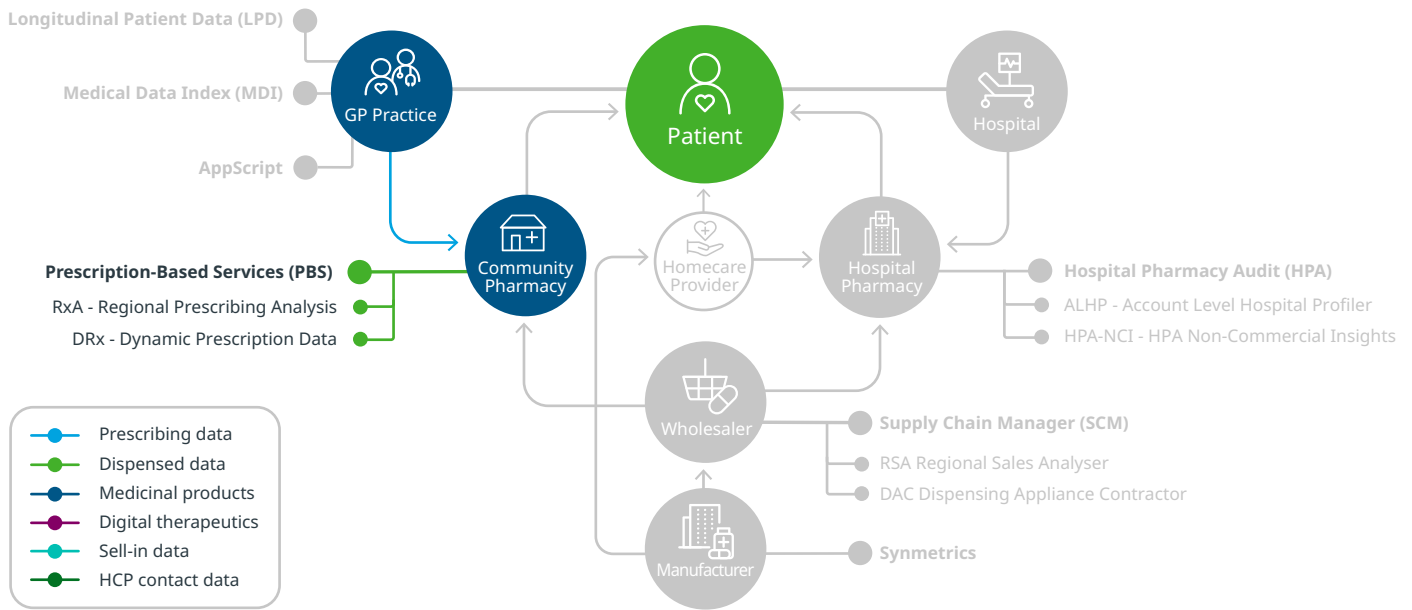 Longitudinal Patient Data (LPD)
Medical Data Index (MDI)
AppScript
GP Practice
Patient
Hospital
Prescription-Based Services (PBS)
RxA - Regional Prescribing Analysis
DRx - Dynamic Prescription Data
Community
Pharmacy
Homecare
Provider
Hospital
Pharmacy
Hospital Pharmacy Audit (HPA)
ALHP - Account Level Hospital Profiler
HPA-NCI - HPA Non-Commercial Insights
Wholesaler
Supply Chain Manager (SCM)
RSA Regional Sales Analyser
DAC Dispensing Appliance Contractor
Manufacturer
Synmetrics
Prescribing data
Dispensed data
Medicinal products
Digital therapeutics
Sell-in data
HCP contact data